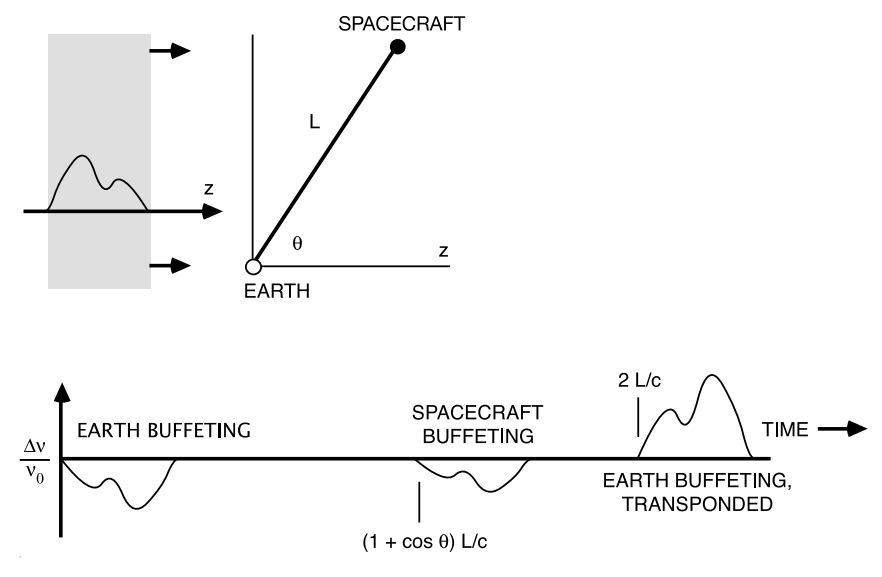 SPACECRAFT
L
z
θ
z
EARTH
2 L/c
EARTH BUFFETING
SPACECRAFT
BUFFETING
TIME
Δν
ν0
EARTH BUFFETING,
TRANSPONDED
(1 + cos θ) L/c